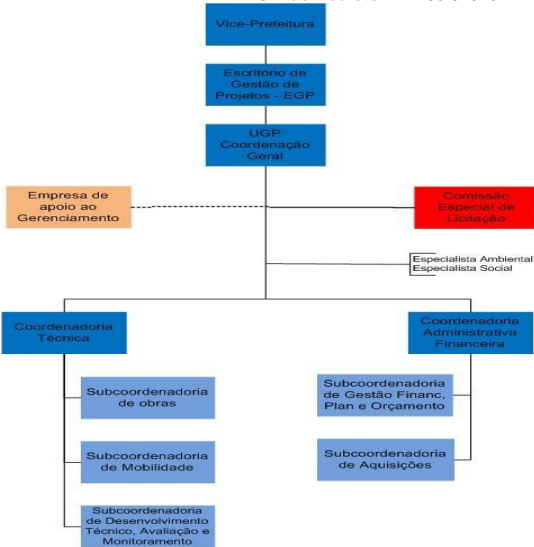 Vice-Prefeitura
Escritório de
Gestão de
Projetos - EGP
UGP
Coordenação
Geral
Empresa de
apoio ao
Gerenciamento
Comissão
Especial de
Licitação
Especialista Ambiental
Especialista Social
Coordenadoria
Técnica
Coordenadoria
Administrativa
Financeira
Subcoordenadoria
de obras
Subcoordenadoria
de Gestão Financ,
Plan e Orçamento
Subcoordenadoria
de Mobilidade
Subcoordenadoria
de Aquisições
Subcoordenadoria
de Desenvolvimento
Técnico, Avaliação e
Monitoramento